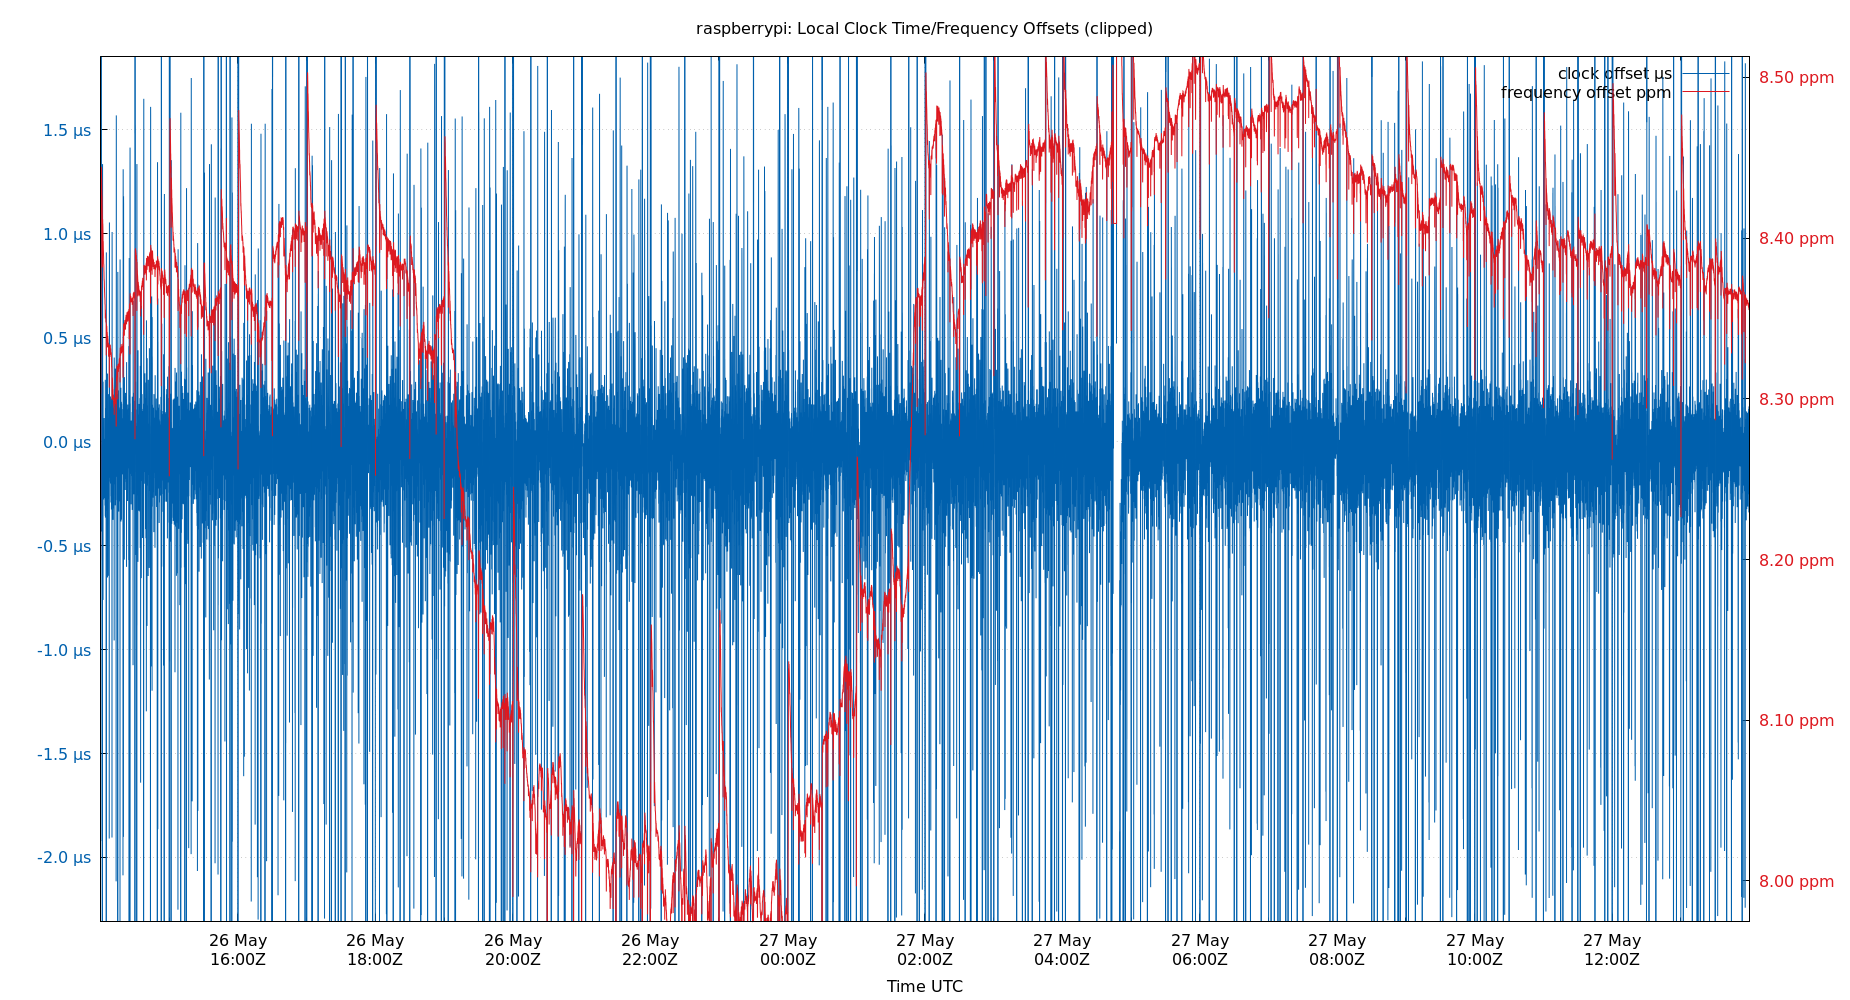 raspberrypi: Local Clock Time/Frequency Offsets (clipped)
clock offset µs
frequency offset ppm
1.5 µs
1.0 µs
0.5 µs
0.0 µs
-0.5 µs
-1.0 µs
-1.5 µs
-2.0 µs
8.50 ppm
8.40 ppm
8.30 ppm
8.20 ppm
8.10 ppm
8.00 ppm
26 May 26 May 26 May 26 May 27 May 27 May 27 May 27 May 27 May 27 May 27 May
16:00Z 18:00Z 20:00Z 22:00Z 00:00Z 02:00Z 04:00Z 06:00Z 08:00Z 10:00Z 12:00Z
Time UTC